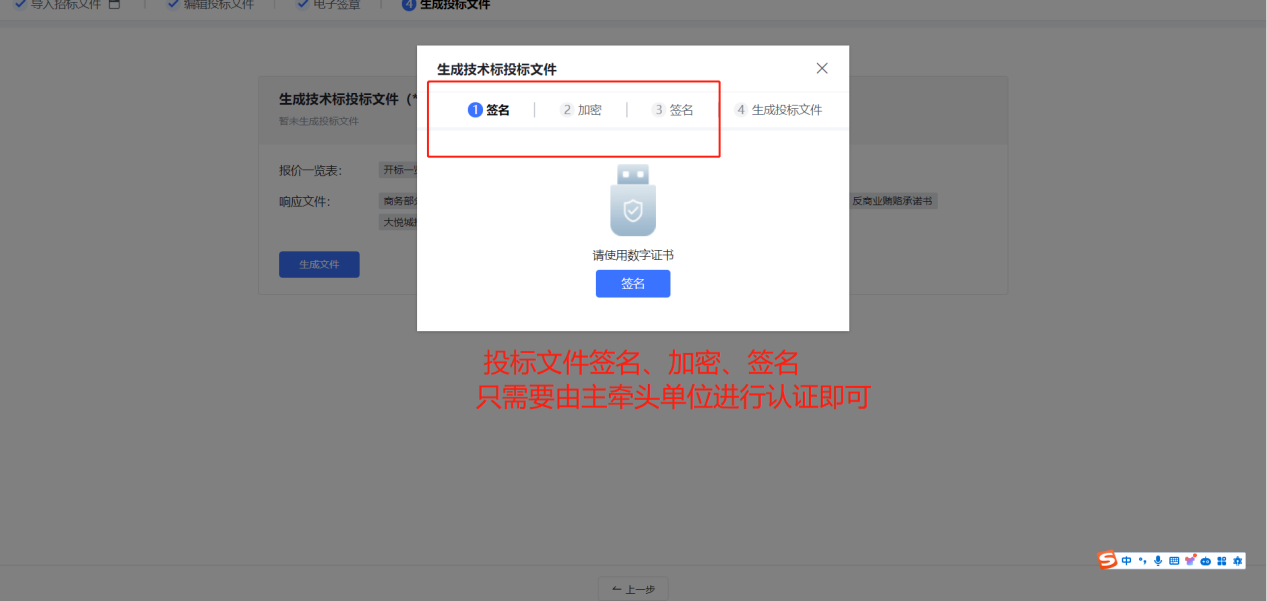 导入招标文件
编辑投标文件
电子签章
4 生成投标文件
生成技术标投标文件
1 签名
2 加密
3 签名
4 生成投标文件
请使用数字证书
签名
生成技术标投标文件 (*
暂未生成投标文件
报价一览表:
开标一
响应文件:
商务部
反商业贿赂承诺书
大悦城
生成文件
投标文件签名、加密、签名
只需要由主牵头单位进行认证即可
中
上一步